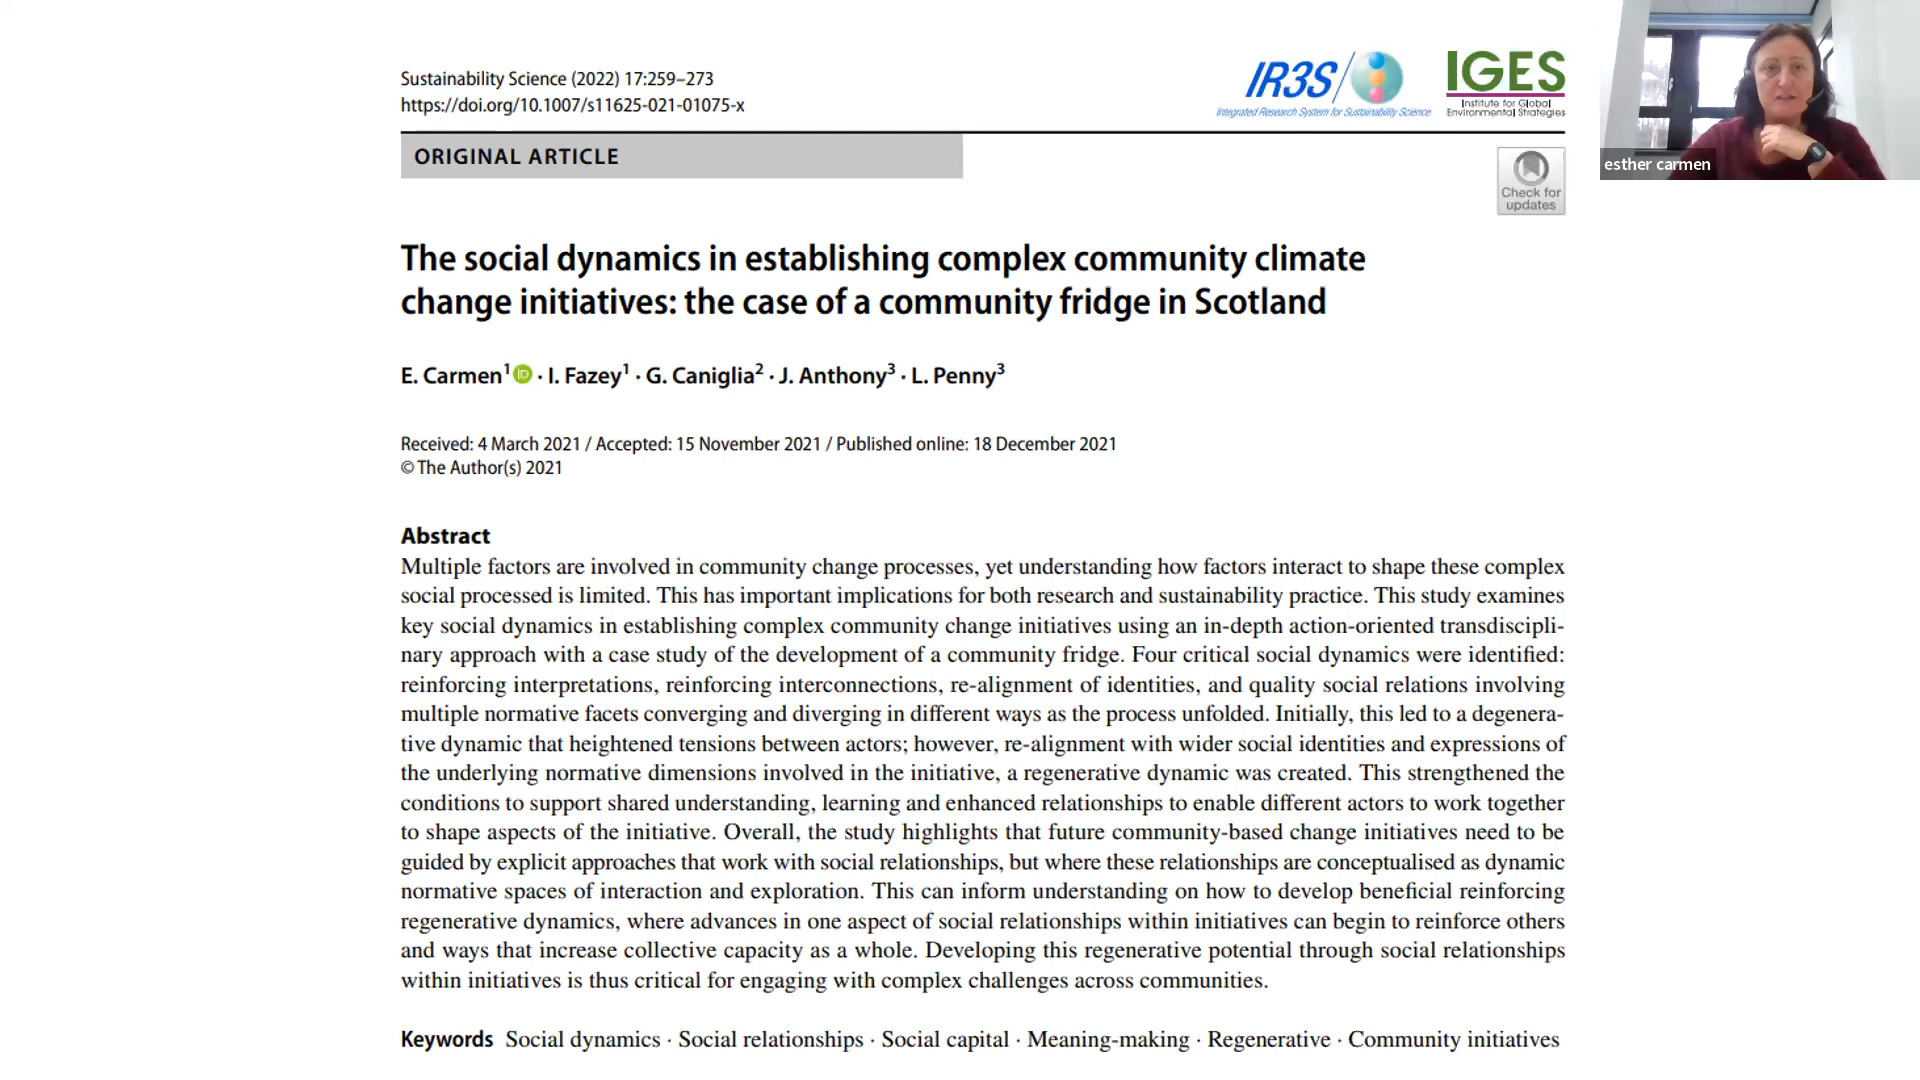 Sustainability Science (2022) 17:259–273
https://doi.org/10.1007/s11625-021-01075-x
IR3S
Integrated Research System for Sustainability Science
IGES
Institute for Global
Environmental Strategies
esther carmen
ORIGINAL ARTICLE
Check for
updates
The social dynamics in establishing complex community climate
change initiatives: the case of a community fridge in Scotland
E. Carmen¹ iD · I. Fazey¹ · G. Caniglia² · J. Anthony³ · L. Penny³
Received: 4 March 2021 / Accepted: 15 November 2021 / Published online: 18 December 2021
© The Author(s) 2021
Abstract
Multiple factors are involved in community change processes, yet understanding how factors interact to shape these complex
social processed is limited. This has important implications for both research and sustainability practice. This study examines
key social dynamics in establishing complex community change initiatives using an in-depth action-oriented transdiscipli-
nary approach with a case study of the development of a community fridge. Four critical social dynamics were identified:
reinforcing interpretations, reinforcing interconnections, re-alignment of identities, and quality social relations involving
multiple normative facets converging and diverging in different ways as the process unfolded. Initially, this led to a degenera-
tive dynamic that heightened tensions between actors; however, re-alignment with wider social identities and expressions of
the underlying normative dimensions involved in the initiative, a regenerative dynamic was created. This strengthened the
conditions to support shared understanding, learning and enhanced relationships to enable different actors to work together
to shape aspects of the initiative. Overall, the study highlights that future community-based change initiatives need to be
guided by explicit approaches that work with social relationships, but where these relationships are conceptualised as dynamic
normative spaces of interaction and exploration. This can inform understanding on how to develop beneficial reinforcing
regenerative dynamics, where advances in one aspect of social relationships within initiatives can begin to reinforce others
and ways that increase collective capacity as a whole. Developing this regenerative potential through social relationships
within initiatives is thus critical for engaging with complex challenges across communities.
Keywords Social dynamics · Social relationships · Social capital · Meaning-making · Regenerative · Community initiatives